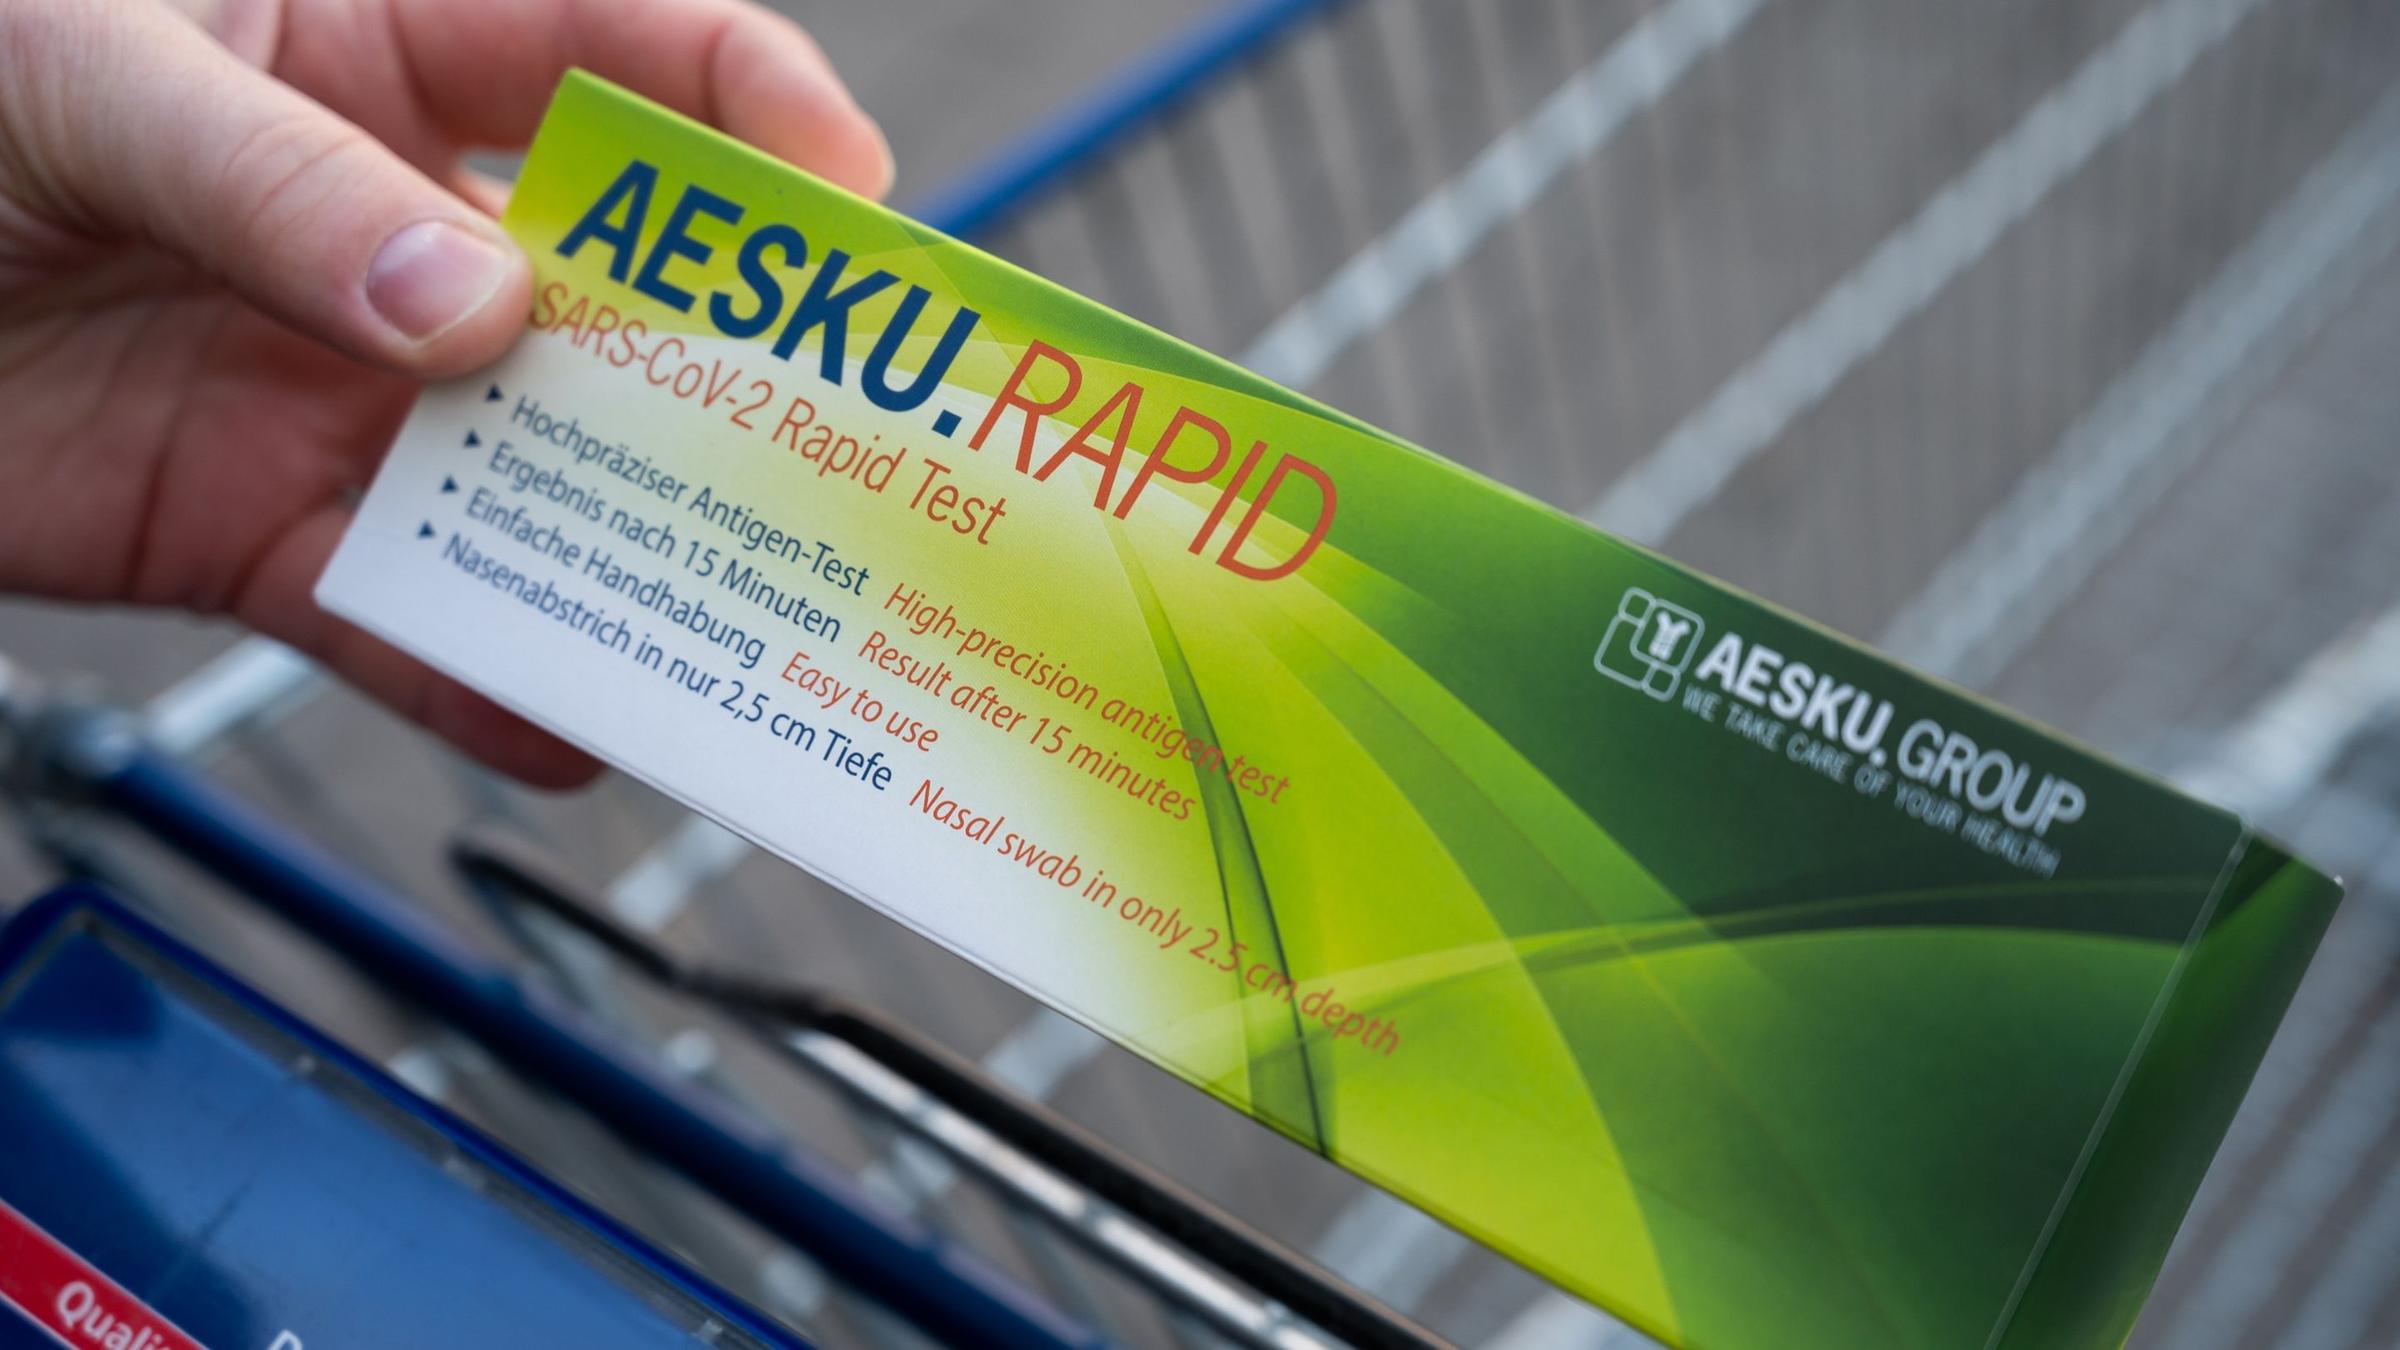 AESKU.RAPID
SARS-CoV-2 Rapid Test
▸ Hochpräziser Antigen-Test High-precision antigen test
▸ Ergebnis nach 15 Minuten Result after 15 minutes
▸ Einfache Handhabung Easy to use
▸ Nasenabstrich in nur 2,5 cm Tiefe Nasal swab in only 2.5 cm depth
AESKU.GROUP
WE TAKE CARE OF YOUR HEALTH